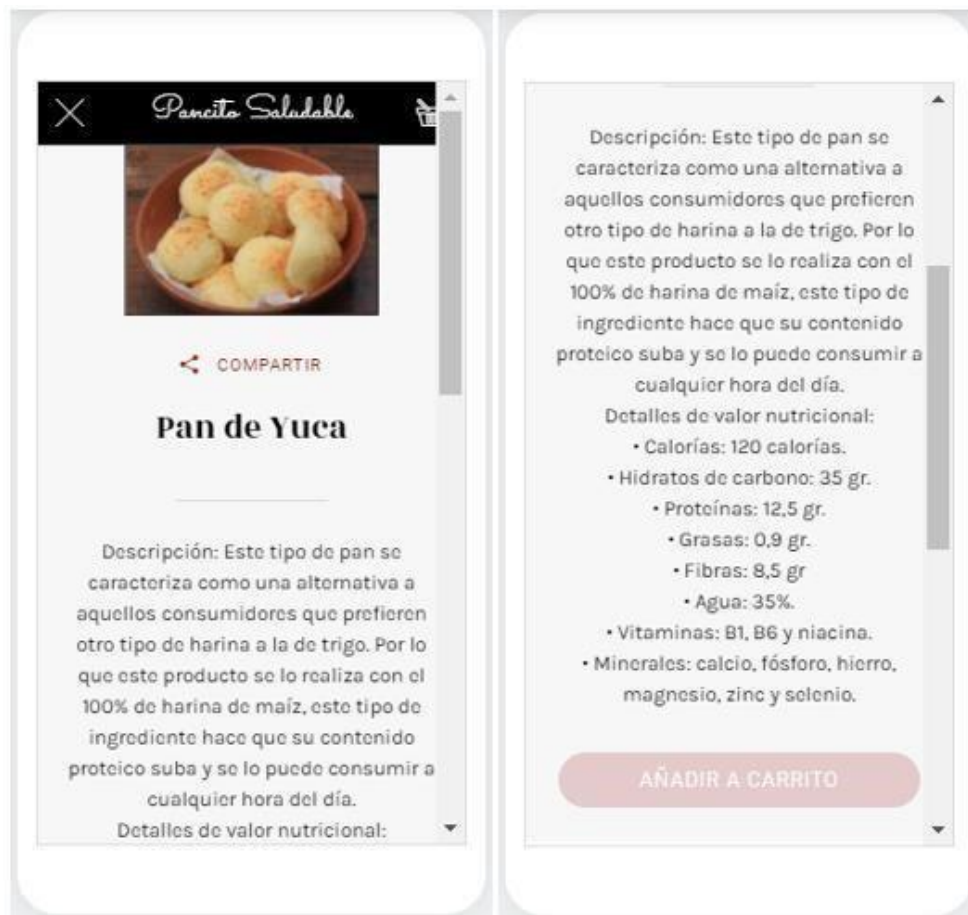 Pancito Saludable
COMPARTIR
Pan de Yuca
Descripción: Este tipo de pan se
caracteriza como una alternativa a
aquellos consumidores que prefieren
otro tipo de harina a la de trigo. Por lo
que este producto se lo realiza con el
100% de harina de maíz, este tipo de
ingrediente hace que su contenido
proteico suba y se lo puede consumir a
cualquier hora del día.
Detalles de valor nutricional:
Descripción: Este tipo de pan se
caracteriza como una alternativa a
aquellos consumidores que prefieren
otro tipo de harina a la de trigo. Por lo
que este producto se lo realiza con el
100% de harina de maíz, este tipo de
ingrediente hace que su contenido
proteico suba y se lo puede consumir a
cualquier hora del día.
Detalles de valor nutricional:
• Calorías: 120 calorías.
• Hidratos de carbono: 35 gr.
• Proteínas: 12,5 gr.
• Grasas: 0,9 gr.
• Fibras: 8,5 gr
• Agua: 35%.
• Vitaminas: B1, B6 y niacina.
• Minerales: calcio, fósforo, hierro,
magnesio, zinc y selenio.
AÑADIR A CARRITO